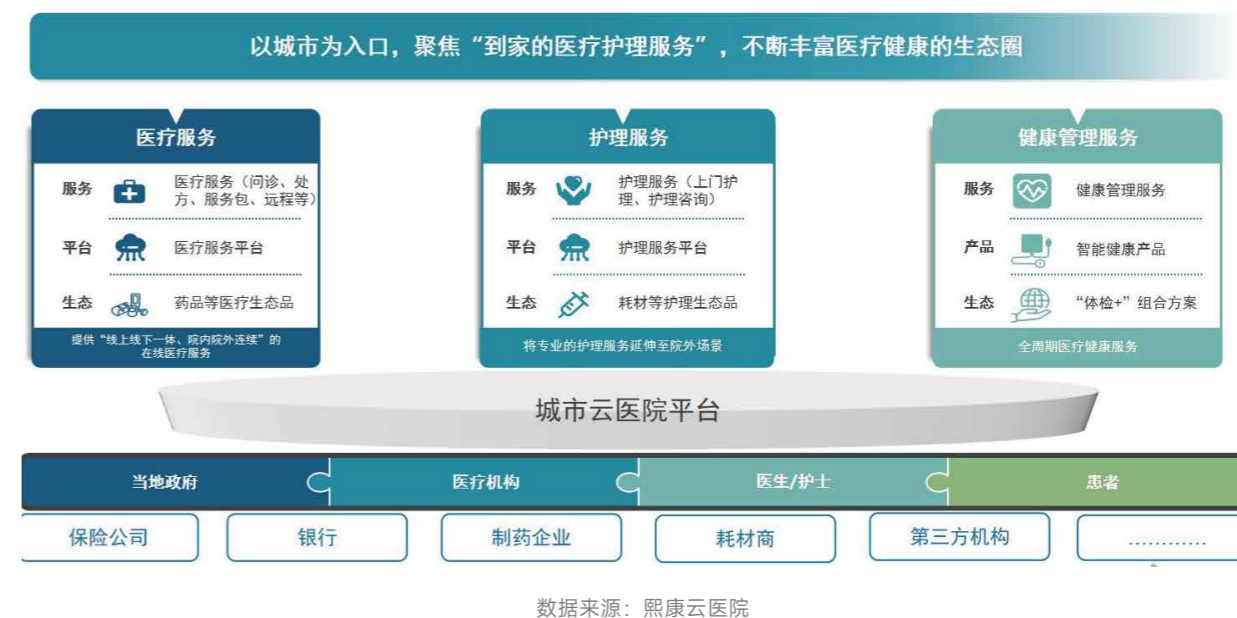 以城市为入口，聚焦“到家的医疗护理服务”，不断丰富医疗健康的生态圈
医疗服务
服务
医疗服务（问诊、处
方、服务包、远程等）
平台
医疗服务平台
生态
药品等医疗生态品
提供“线上线下一体、院内院外连续”的
在线医疗服务
护理服务
服务
护理服务（上门护
理、护理咨询）
平台
护理服务平台
生态
耗材等护理生态品
将专业的护理服务延伸至院外场景
健康管理服务
服务
健康管理服务
产品
智能健康产品
生态
“体检+”组合方案
全周期医疗健康服务
城市云医院平台
当地政府
医疗机构
医生/护士
患者
保险公司
银行
制药企业
耗材商
第三方机构
…………
数据来源：熙康云医院